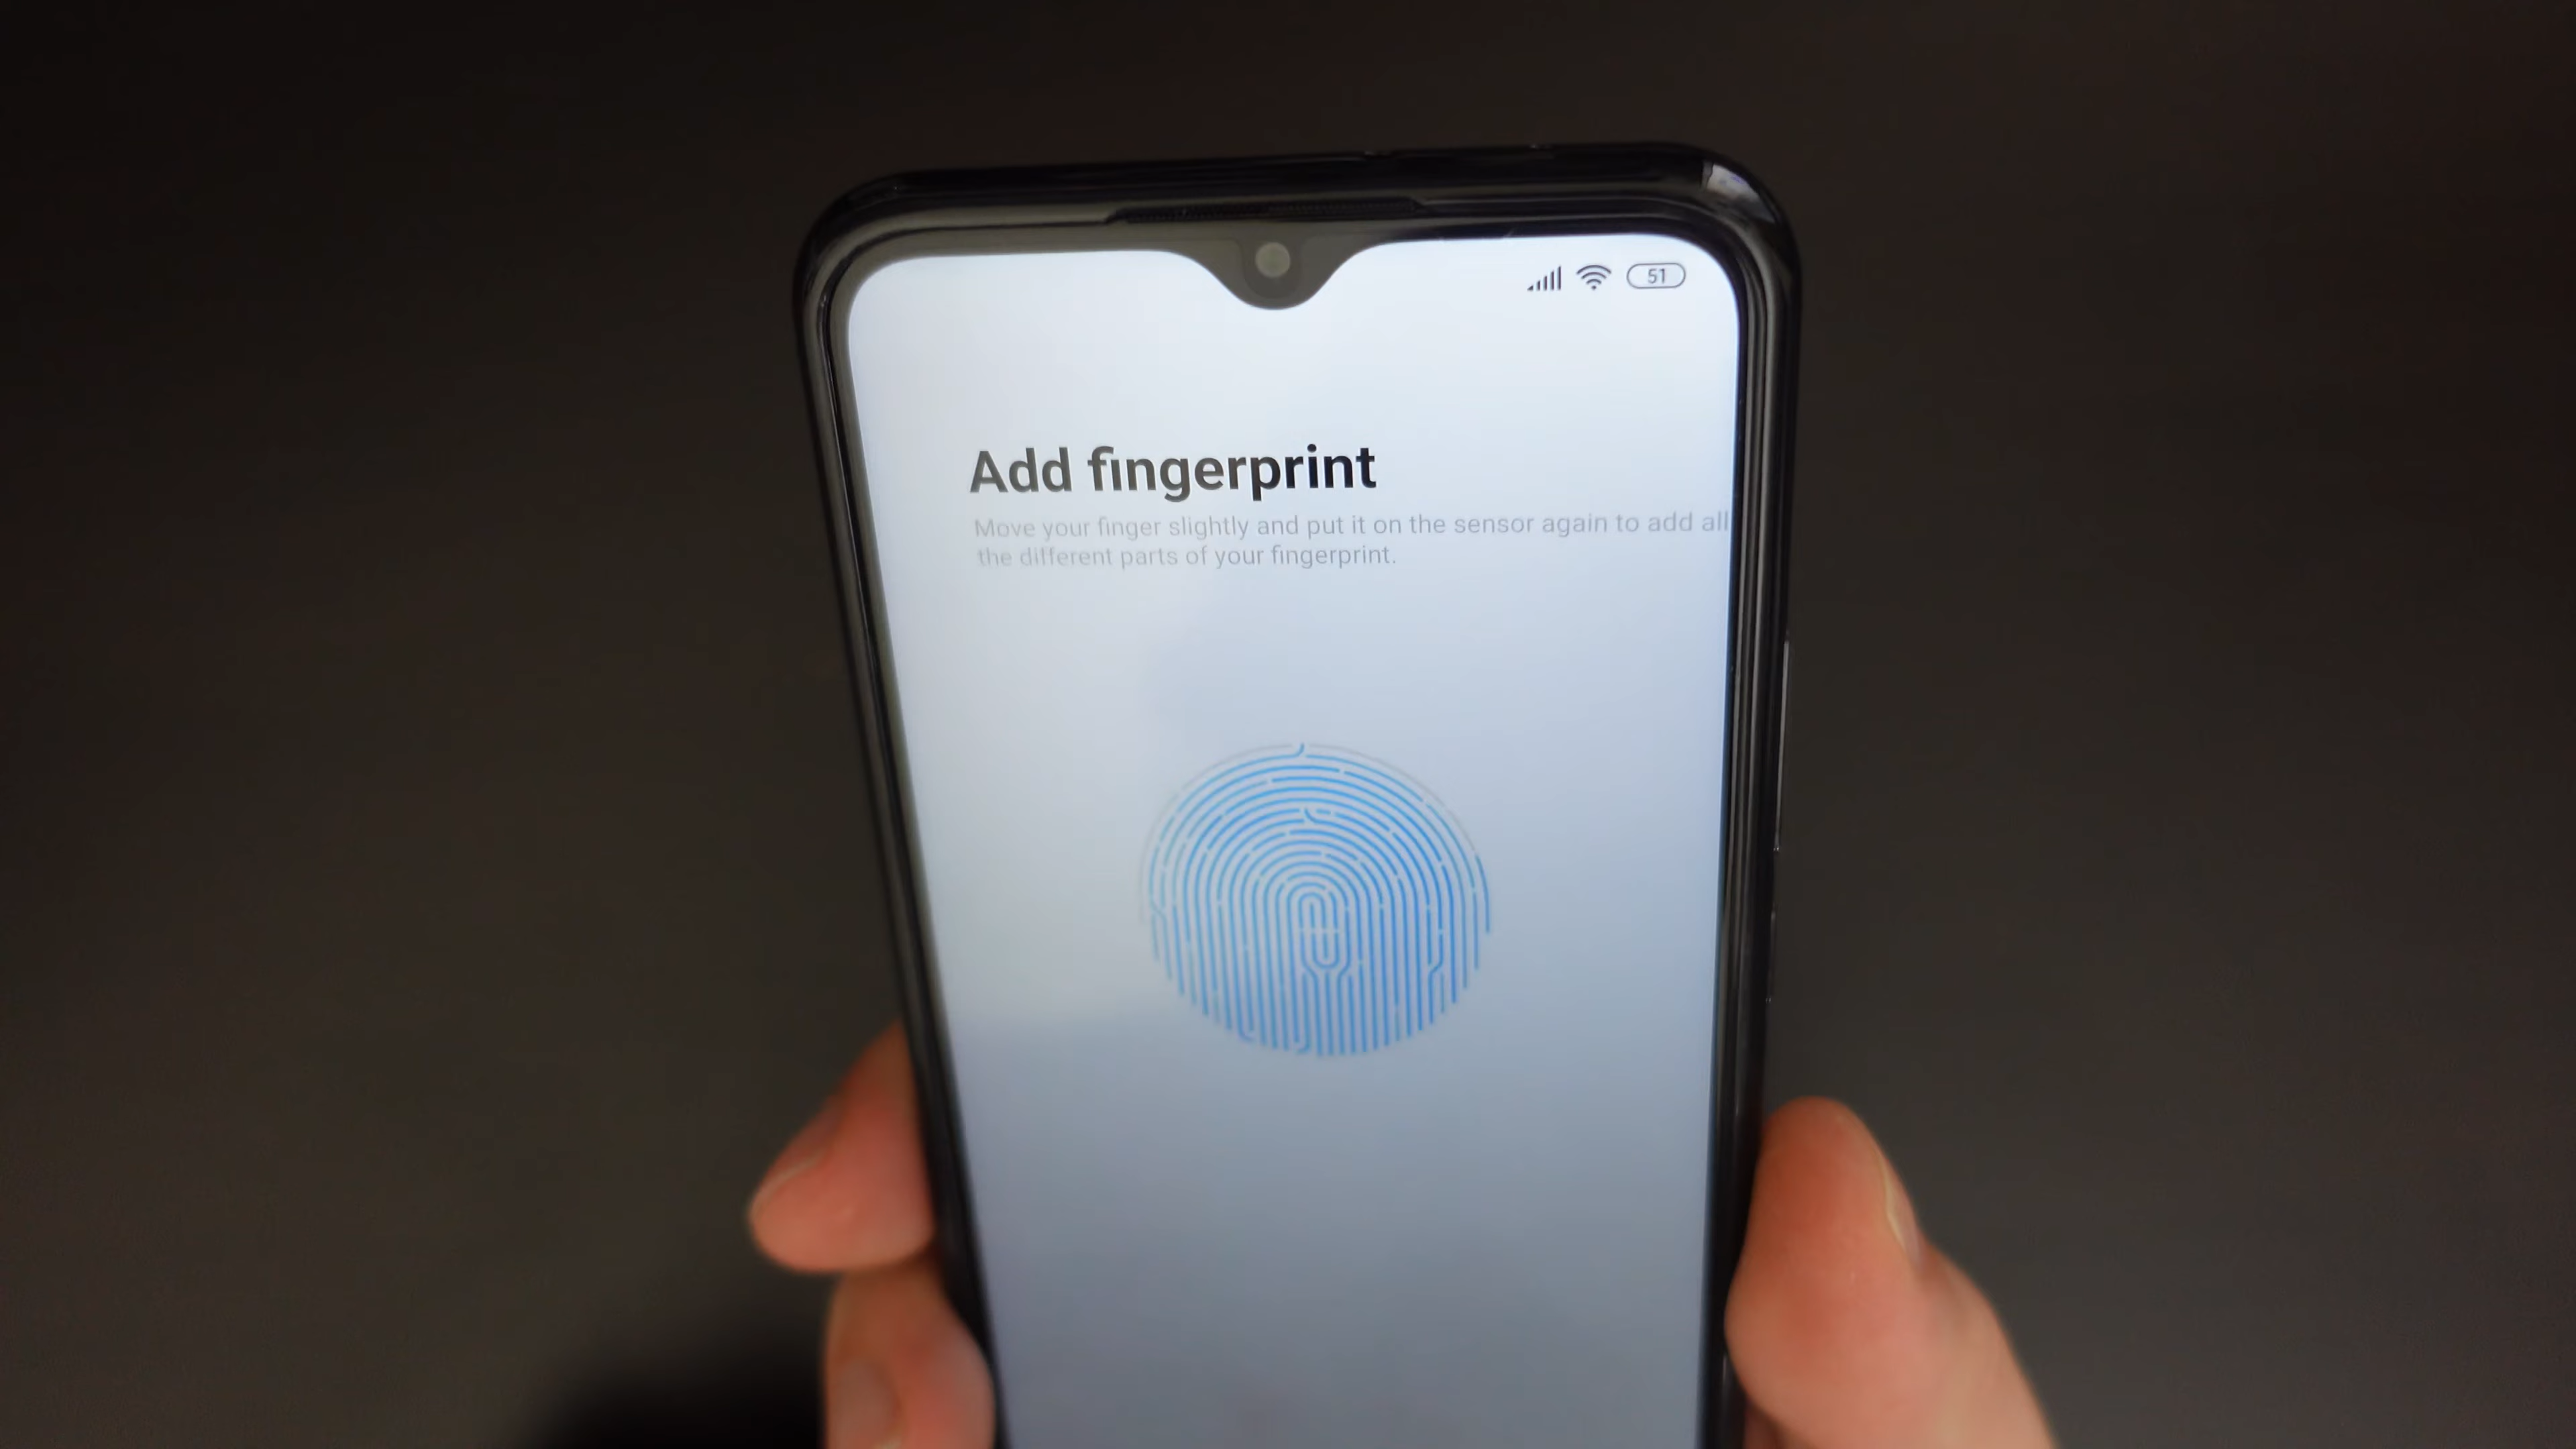 51
Add fingerprint
Move your finger slightly and put it on the sensor again to add all
the different parts of your fingerprint.